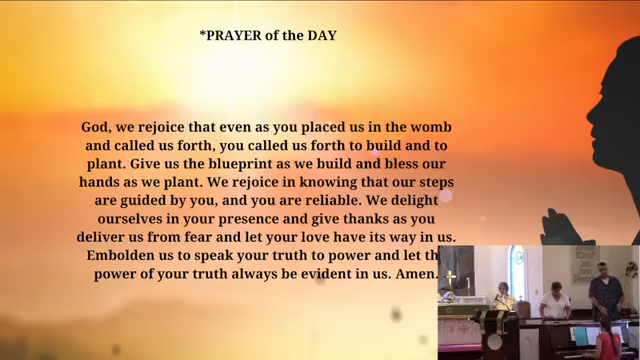 *PRAYER of the DAY
God, we rejoice that even as you placed us in the womb
and called us forth, you called us forth to build and to
plant. Give us the blueprint as we build and bless our
hands as we plant. We rejoice in knowing that our steps
are guided by you, and you are reliable. We delight
ourselves in your presence and give thanks as you
deliver us from fear and let your love have its way in us.
Embolden us to speak your truth to power and let
power of your truth always be evident in us. Amen.